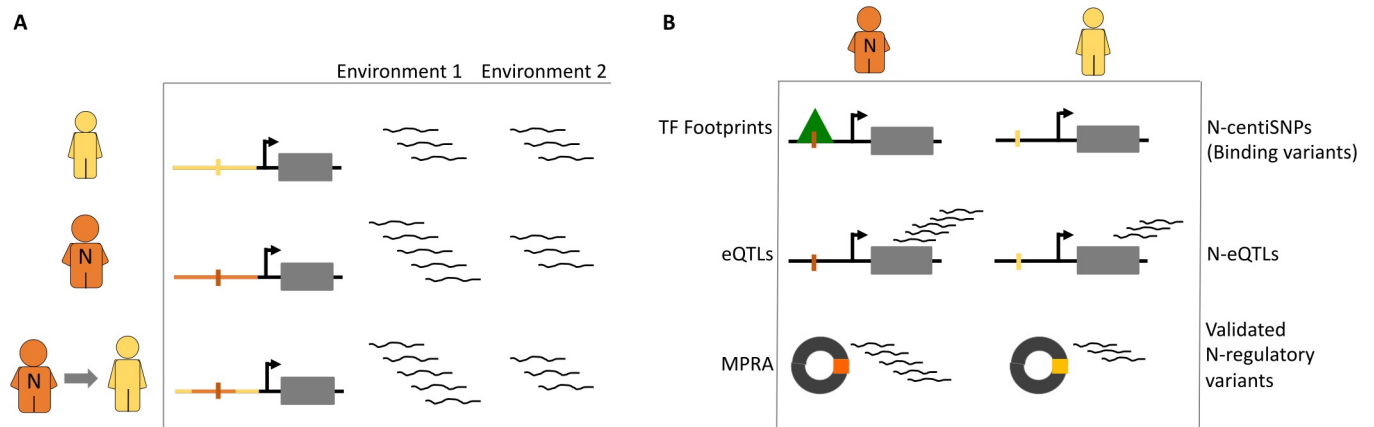 A
Environment 1 Environment 2
N
N
B
N
TF Footprints
N-centiSNPs
(Binding variants)
eQTLs
N-eQTLs
MPRA
Validated
N-regulatory
variants